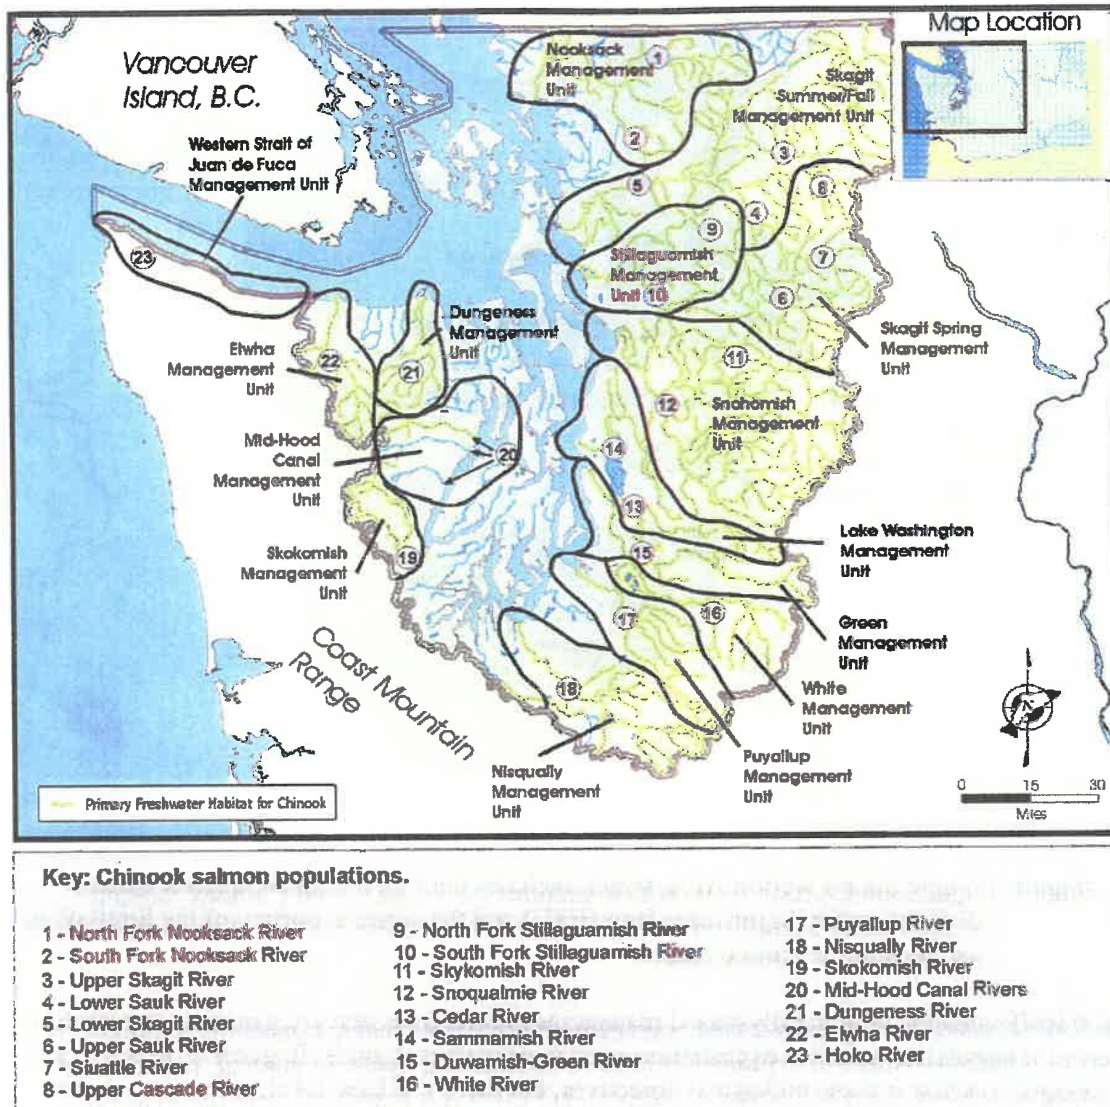 Map Location
Vancouver
Island, B.C.
Nooksack
Management
Unit
1
Skagit
Summer/Fall
Management Unit
2
3
Western Strait of
Juan de Fuca
Management Unit
5
8
4
9
23
Stillaguamish
Management
Unit 10
7
6
Dungeness
Management
Unit
Skagit Spring
Management
Unit
Elwha
Management
Unit
22
21
11
12
Snohomish
Management
Unit
Mid-Hood
Canal
Management
Unit
20
14
13
Lake Washington
Management
Unit
Skokomish
Management
Unit
19
15
Green
Management
Unit
17
16
Coast Mountain
Range
18
White
Management
Unit
N
Nisqually
Management
Unit
Puyallup
Management
Unit
0 15 30
Miles
Primary Freshwater Habitat for Chinook
Key: Chinook salmon populations.
1 - North Fork Nooksack River
2 - South Fork Nooksack River
3 - Upper Skagit River
4 - Lower Sauk River
5 - Lower Skagit River
6 - Upper Sauk River
7 - Siuattle River
8 - Upper Cascade River
9 - North Fork Stillaguamish River
10 - South Fork Stillaguamish River
11 - Skykomish River
12 - Snoqualmie River
13 - Cedar River
14 - Sammamish River
15 - Duwamish-Green River
16 - White River
17 - Puyallup River
18 - Nisqually River
19 - Skokomish River
20 - Mid-Hood Canal Rivers
21 - Dungeness River
22 - Elwha River
23 - Hoko River